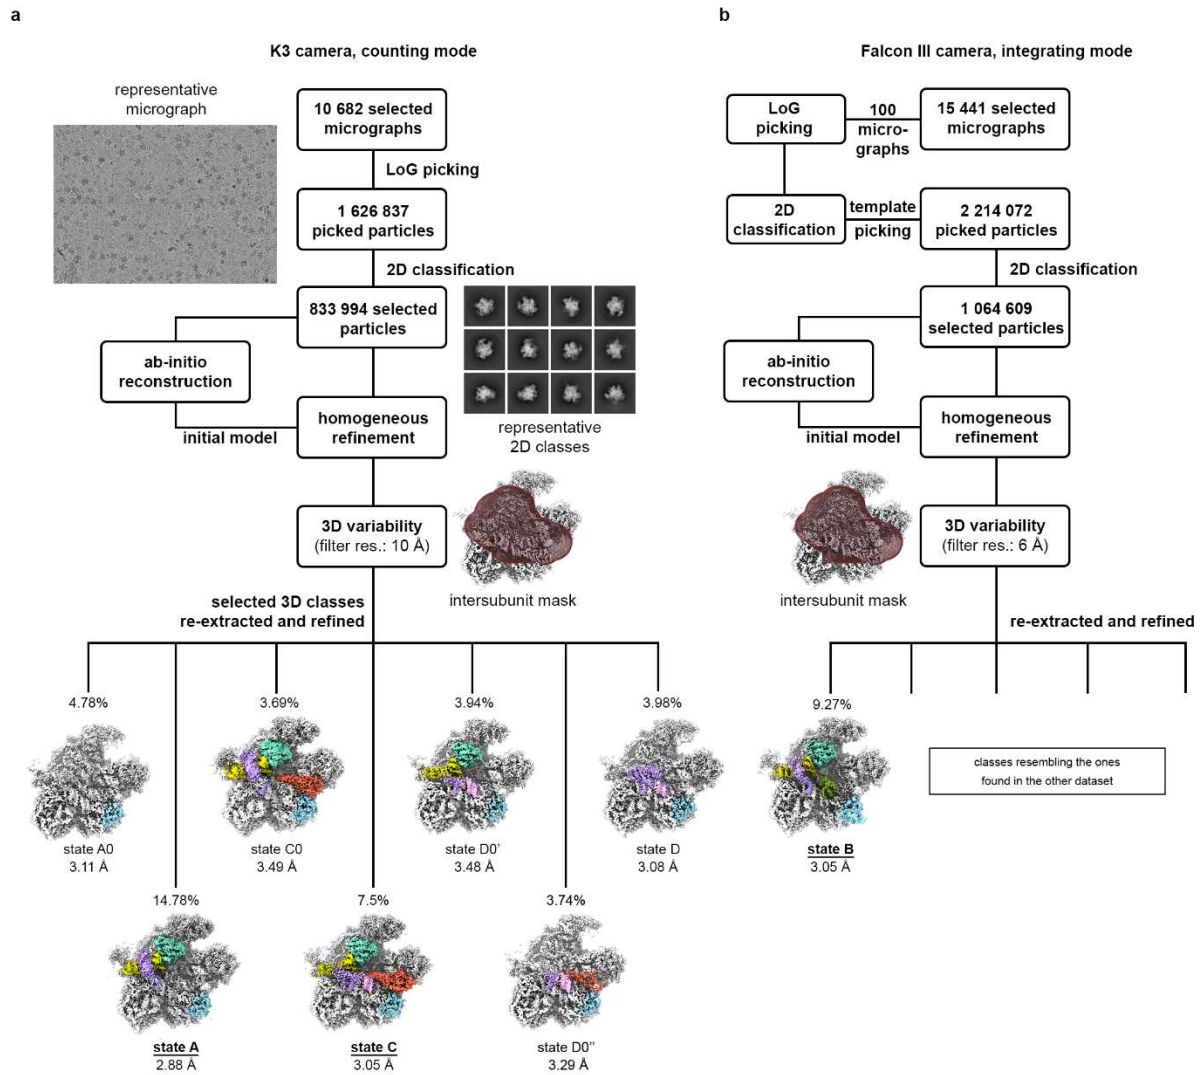 a
K3 camera, counting mode
representative
micrograph
10 682 selected
micrographs
LoG picking
1 626 837
picked particles
2D classification
833 994 selected
particles
ab-initio
reconstruction
initial model
homogeneous
refinement
representative
2D classes
3D variability
(filter res.: 10 Å)
intersubunit mask
selected 3D classes
re-extracted and refined
4.78%
3.69%
3.94%
3.98%
state A0
3.11 Å
state C0
3.49 Å
state D0'
3.48 Å
state D
3.08 Å
14.78%
7.5%
3.74%
state A
2.88 Å
state C
3.05 Å
state D0''
3.29 Å
b
Falcon III camera, integrating mode
LoG
picking
100
micro-
graphs
15 441 selected
micrographs
2D
classification
template
picking
2 214 072
picked particles
2D classification
1 064 609
selected particles
ab-initio
reconstruction
initial model
homogeneous
refinement
3D variability
(filter res.: 6 Å)
intersubunit mask
re-extracted and refined
9.27%
state B
3.05 Å
classes resembling the ones
found in the other dataset